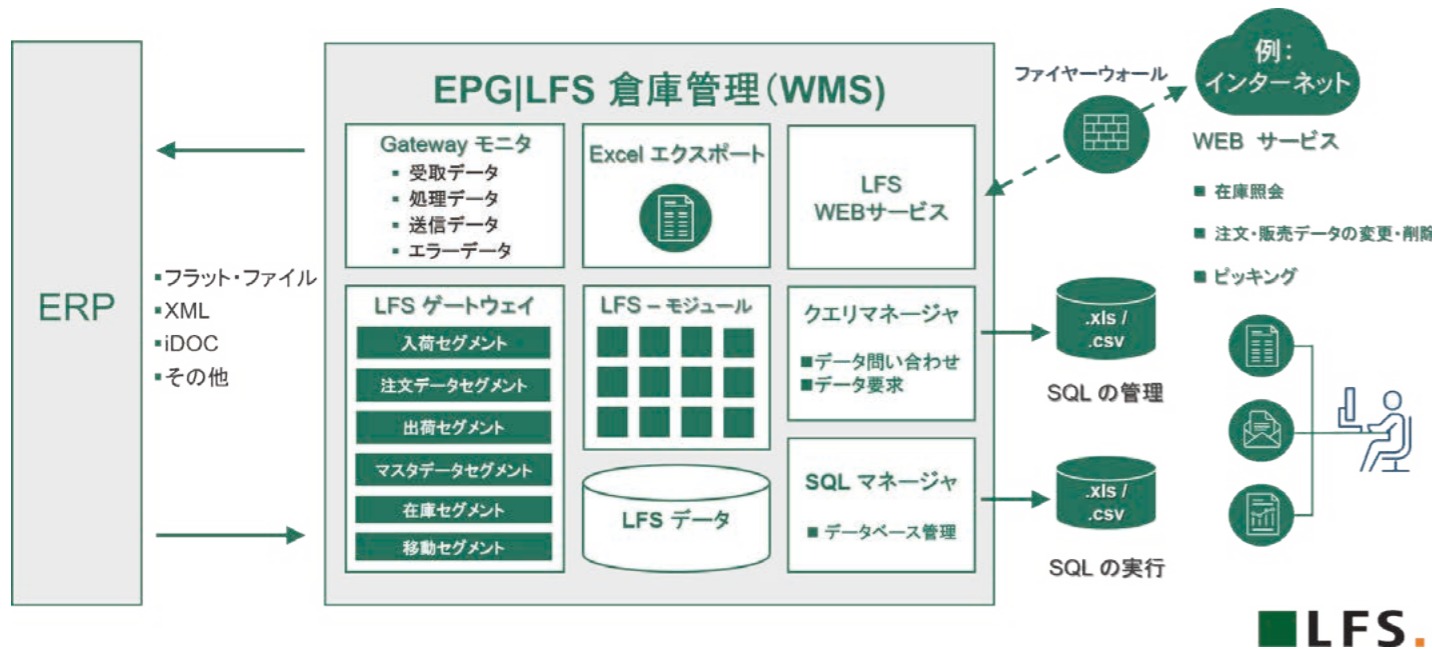 ERP
▪フラット・ファイル
▪XML
▪iDOC
▪その他
EPG|LFS 倉庫管理(WMS)
Gateway モニタ
▪ 受取データ
▪ 処理データ
▪ 送信データ
▪ エラーデータ
Excel エクスポート
LFS
WEBサービス
LFS ゲートウェイ
入荷セグメント
注文データセグメント
出荷セグメント
マスタデータセグメント
在庫セグメント
移動セグメント
LFS – モジュール
LFS データ
クエリマネージャ
■データ問い合わせ
■データ要求
SQL マネージャ
■ データベース管理
.xls /
.csv
SQL の管理
.xls /
.csv
SQL の実行
ファイヤーウォール
例:
インターネット
WEB サービス
■ 在庫照会
■ 注文・販売データの変更・削除
■ ピッキング
LFS.